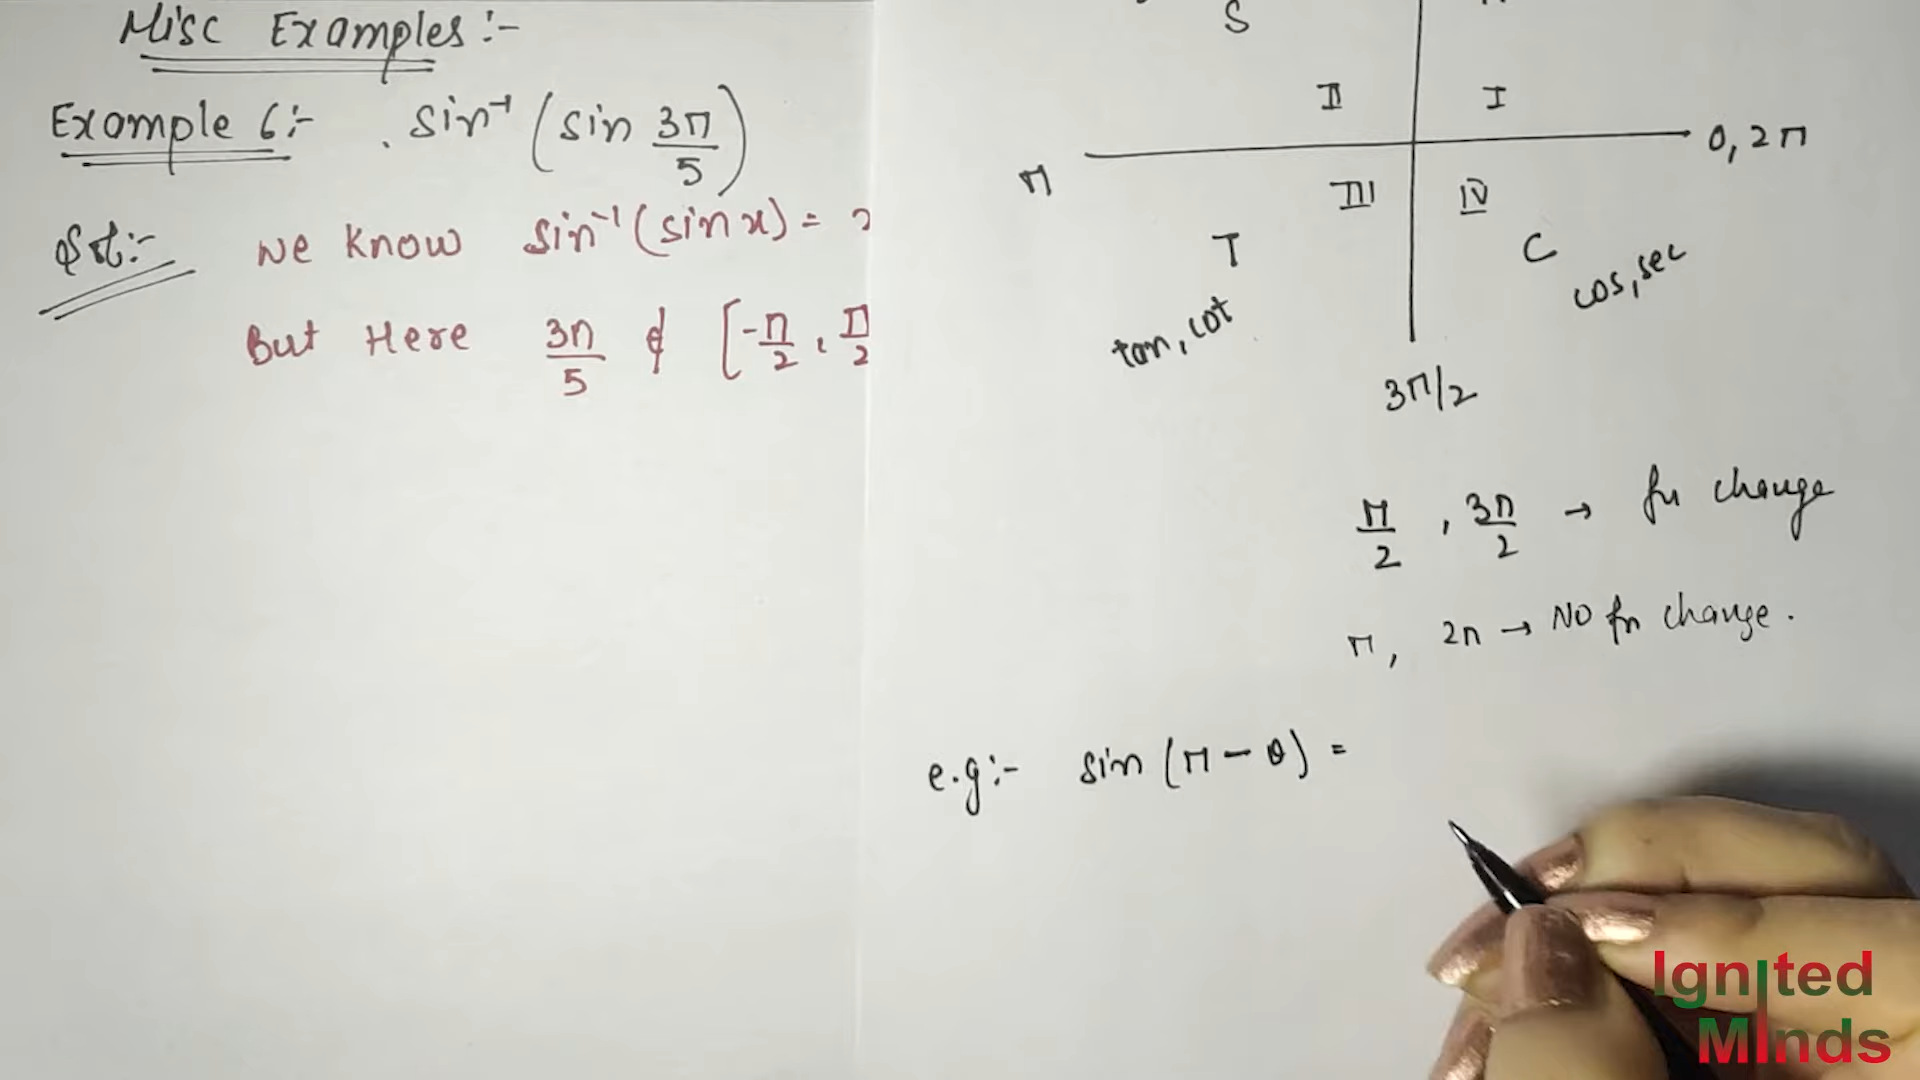 Misc Examples:-
Example 6:- . sin⁻¹ (sin 3π/5)
Sol:- We know sin⁻¹(sin x) =
But Here 3π/5 ∉ [-π/2, π/2
S
II I
π 0, 2π
III IV
T C
tan, cot cos, sec
3π/2
π/2, 3π/2 → fn change
π, 2π → No fn change.
e.g:- sin (π - θ) =
Ignited
Minds